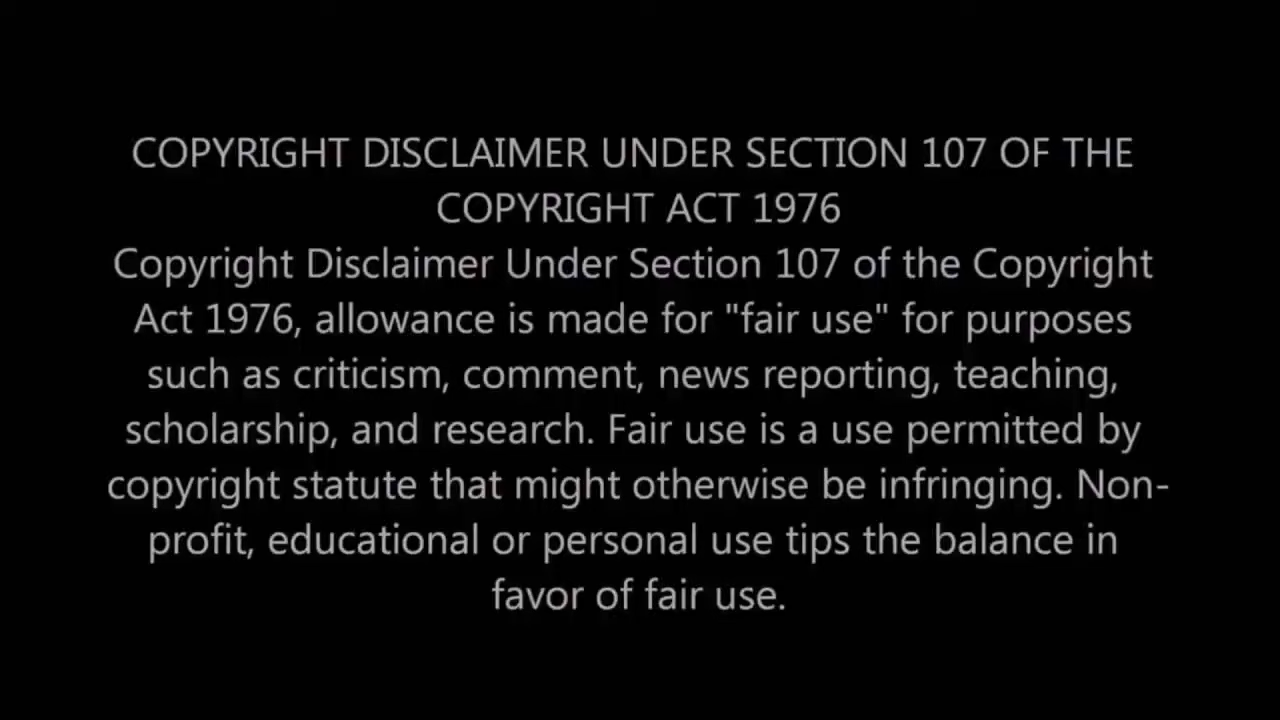 COPYRIGHT DISCLAIMER UNDER SECTION 107 OF THE
COPYRIGHT ACT 1976
Copyright Disclaimer Under Section 107 of the Copyright
Act 1976, allowance is made for "fair use" for purposes
such as criticism, comment, news reporting, teaching,
scholarship, and research. Fair use is a use permitted by
copyright statute that might otherwise be infringing. Non-
profit, educational or personal use tips the balance in
favor of fair use.